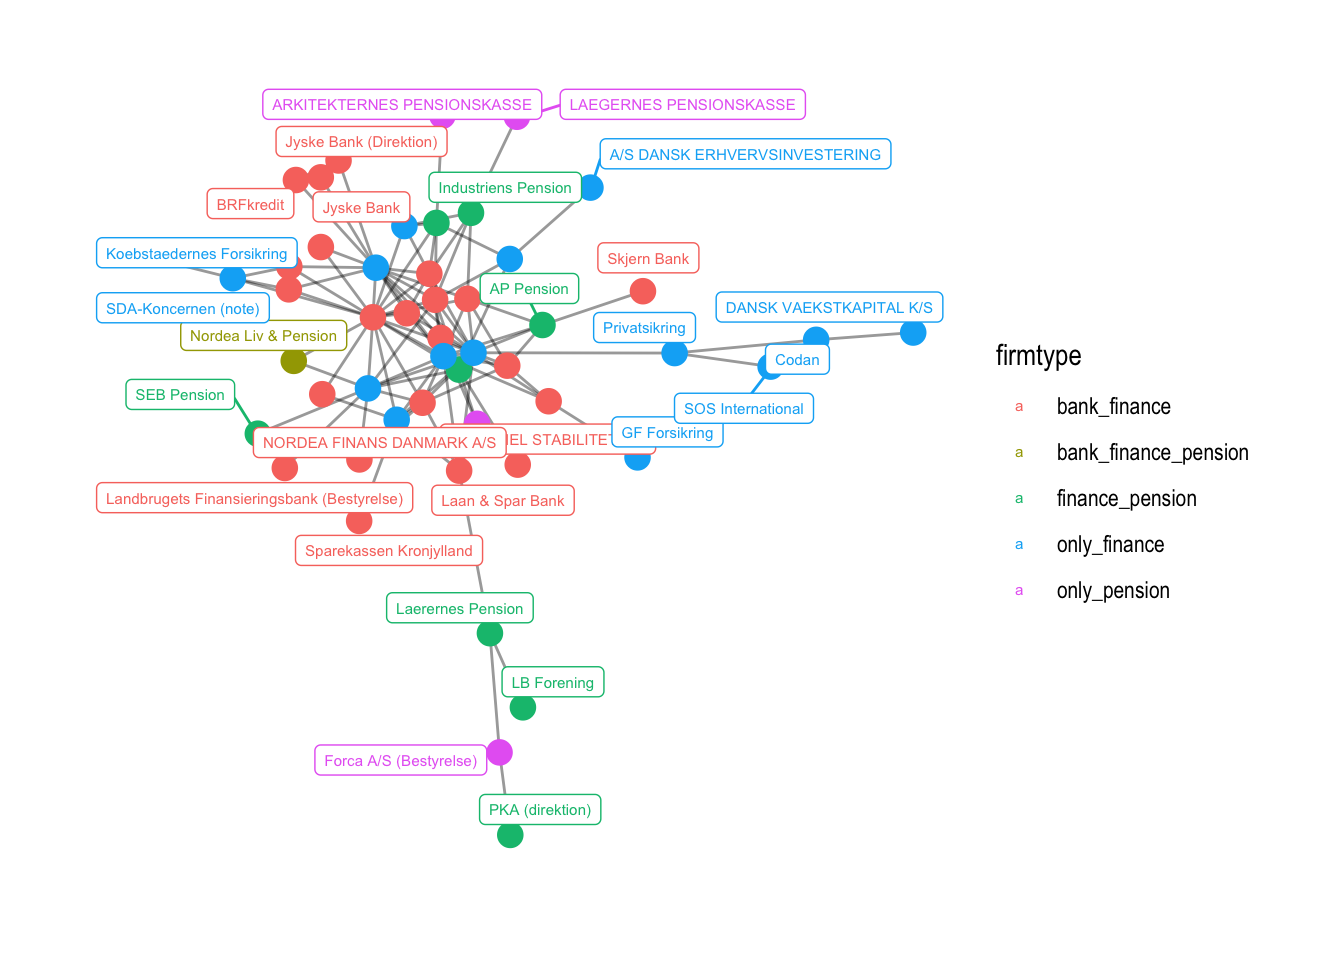 ARKITEKTERNES PENSIONSKASSE
LAEGERNES PENSIONSKASSE
Jyske Bank (Direktion)
A/S DANSK ERHVERVSINVESTERING
Industriens Pension
BRFkredit
Jyske Bank
Koebstaedernes Forsikring
Skjern Bank
AP Pension
SDA-Koncernen (note)
DANSK VAEKSTKAPITAL K/S
Privatsikring
Nordea Liv & Pension
Codan
SEB Pension
SOS International
GF Forsikring
NORDEA FINANS DANMARK A/S
Landbrugets Finansieringsbank (Bestyrelse)
Laan & Spar Bank
Sparekassen Kronjylland
Laerernes Pension
LB Forening
Forca A/S (Bestyrelse)
PKA (direktion)
firmtype
a bank_finance
a bank_finance_pension
a finance_pension
a only_finance
a only_pension